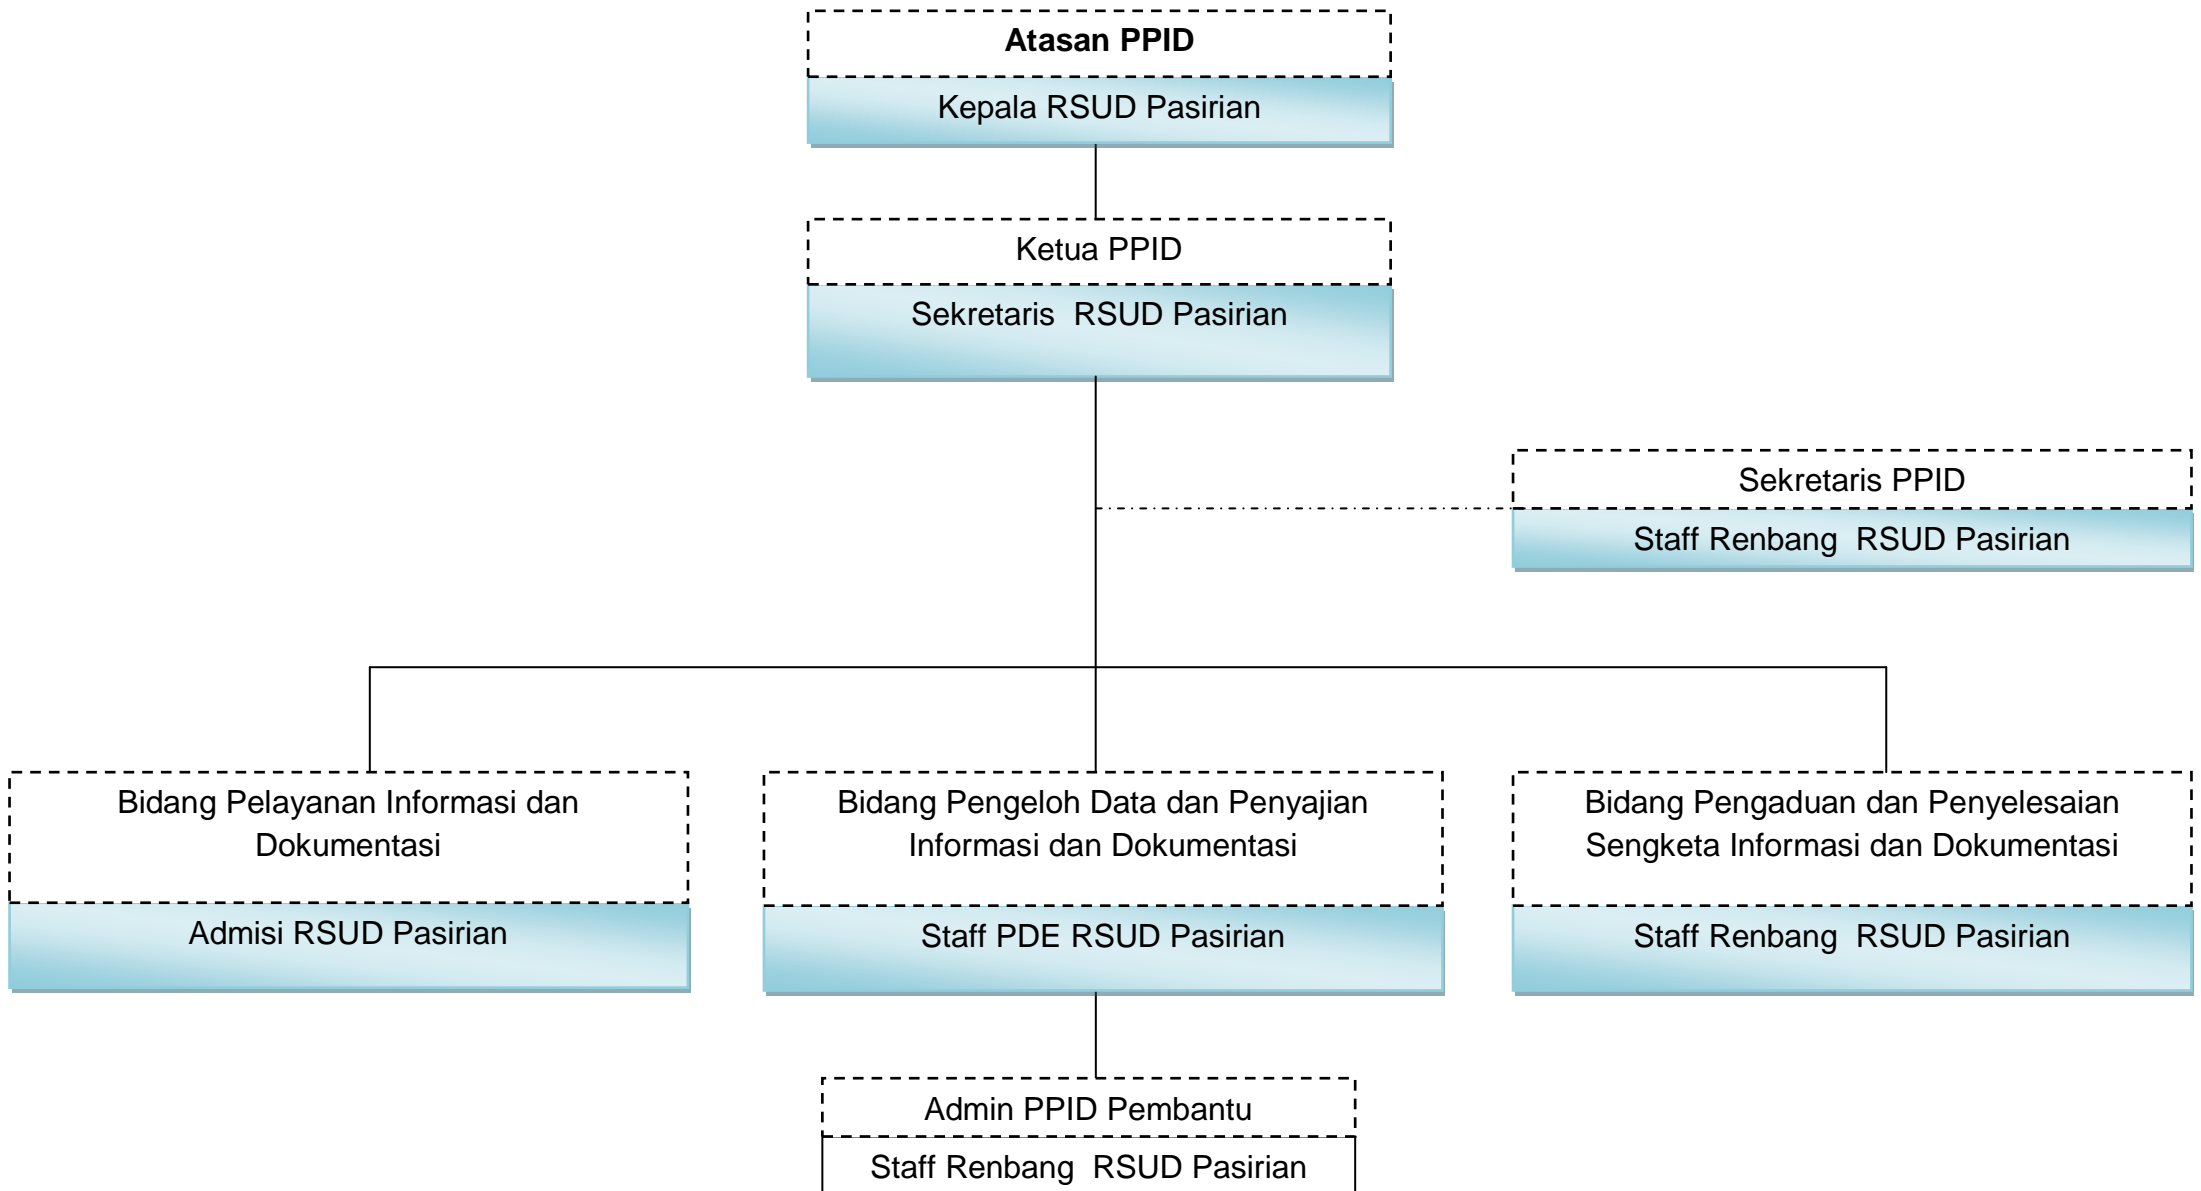 Atasan PPID
Kepala RSUD Pasirian
Ketua PPID
Sekretaris  RSUD Pasirian
Sekretaris PPID
Staff Renbang  RSUD Pasirian
Bidang Pelayanan Informasi dan
Dokumentasi
Admisi RSUD Pasirian
Bidang Pengeloh Data dan Penyajian
Informasi dan Dokumentasi
Staff PDE RSUD Pasirian
Bidang Pengaduan dan Penyelesaian
Sengketa Informasi dan Dokumentasi
Staff Renbang  RSUD Pasirian
Admin PPID Pembantu
Staff Renbang  RSUD Pasirian